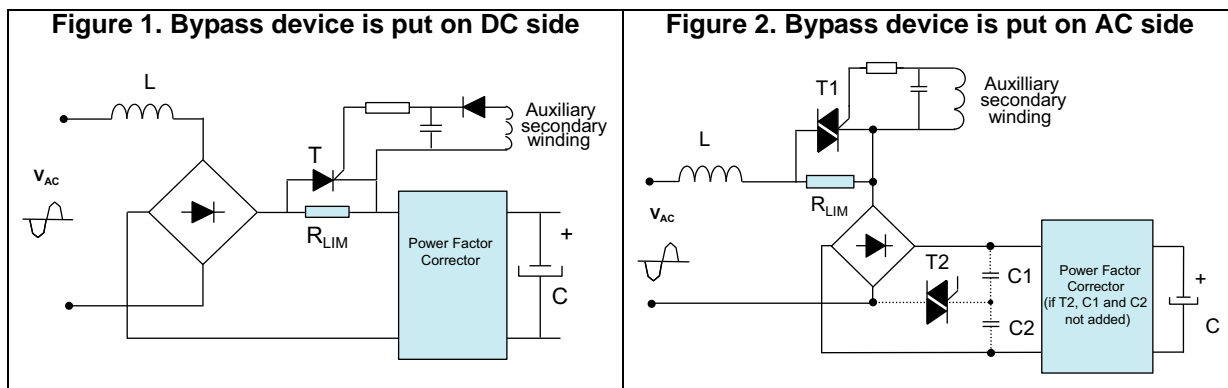 Figure 1. Bypass device is put on DC side
L
Auxiliary
secondary
winding
T
VAC
RLIM
Power Factor
Corrector
+
C
Figure 2. Bypass device is put on AC side
T1
Auxilliary
secondary
winding
L
RLIM
VAC
T2
C1
C2
Power Factor
Corrector
(if T2, C1 and C2
not added)
+
C